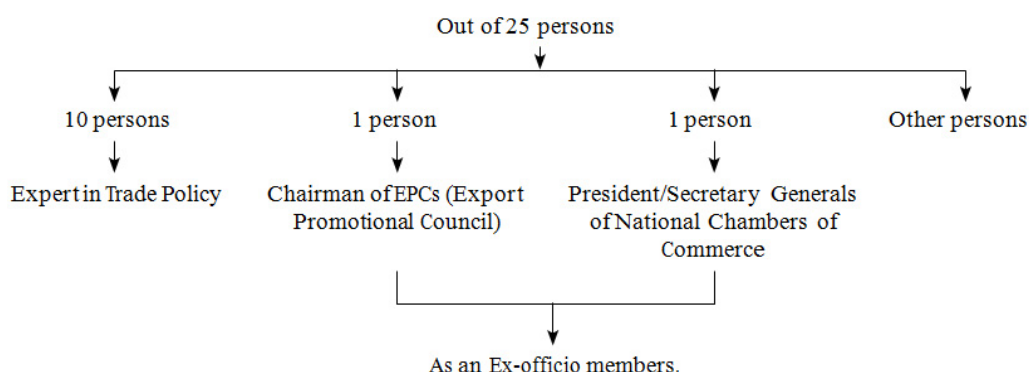 Out of 25 persons
10 persons
1 person
1 person
Other persons
Expert in Trade Policy
Chairman of EPCs (Export
Promotional Council)
President/Secretary Generals
of National Chambers of
Commerce
As an Ex-officio members.